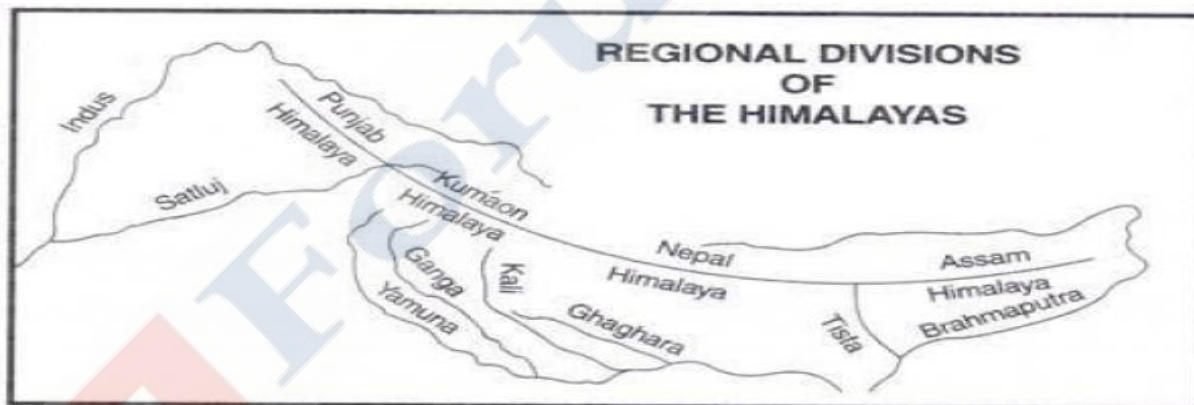 REGIONAL DIVISIONS
OF
THE HIMALAYAS
Indus
Punjab
Himalaya
Satluj
Kumáon
Himalaya
Nepal
Himalaya
Assam
Himalaya
Brahmaputra
Ganga
Yamuna
Kali
Ghaghara
Tista